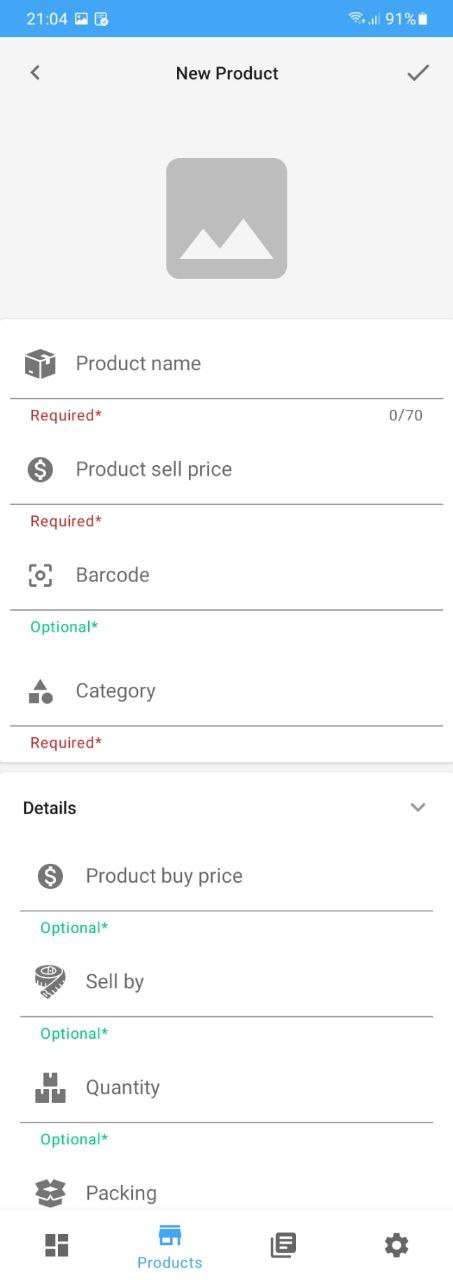 21:04 91%
New Product
Product name
Required* 0/70
Product sell price
Required*
Barcode
Optional*
Category
Required*
Details
Product buy price
Optional*
Sell by
Optional*
Quantity
Optional*
Packing
Products